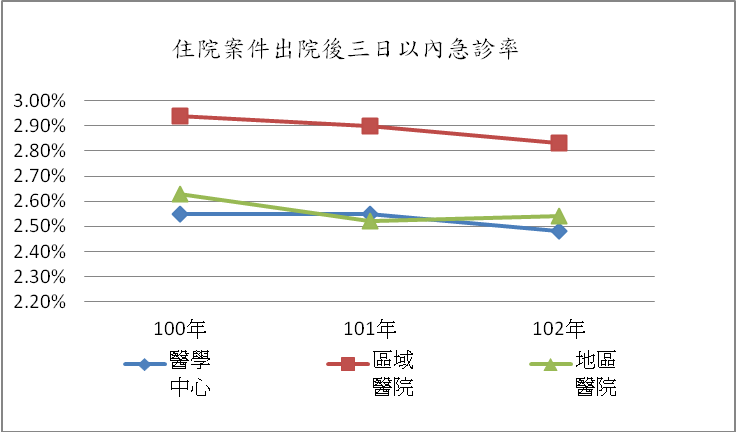 住院案件出院後三日以內急診率
3.00%
2.90%
2.80%
2.70%
2.60%
2.50%
2.40%
2.30%
2.20%
100年
101年
102年
醫學
中心
區域
醫院
地區
醫院